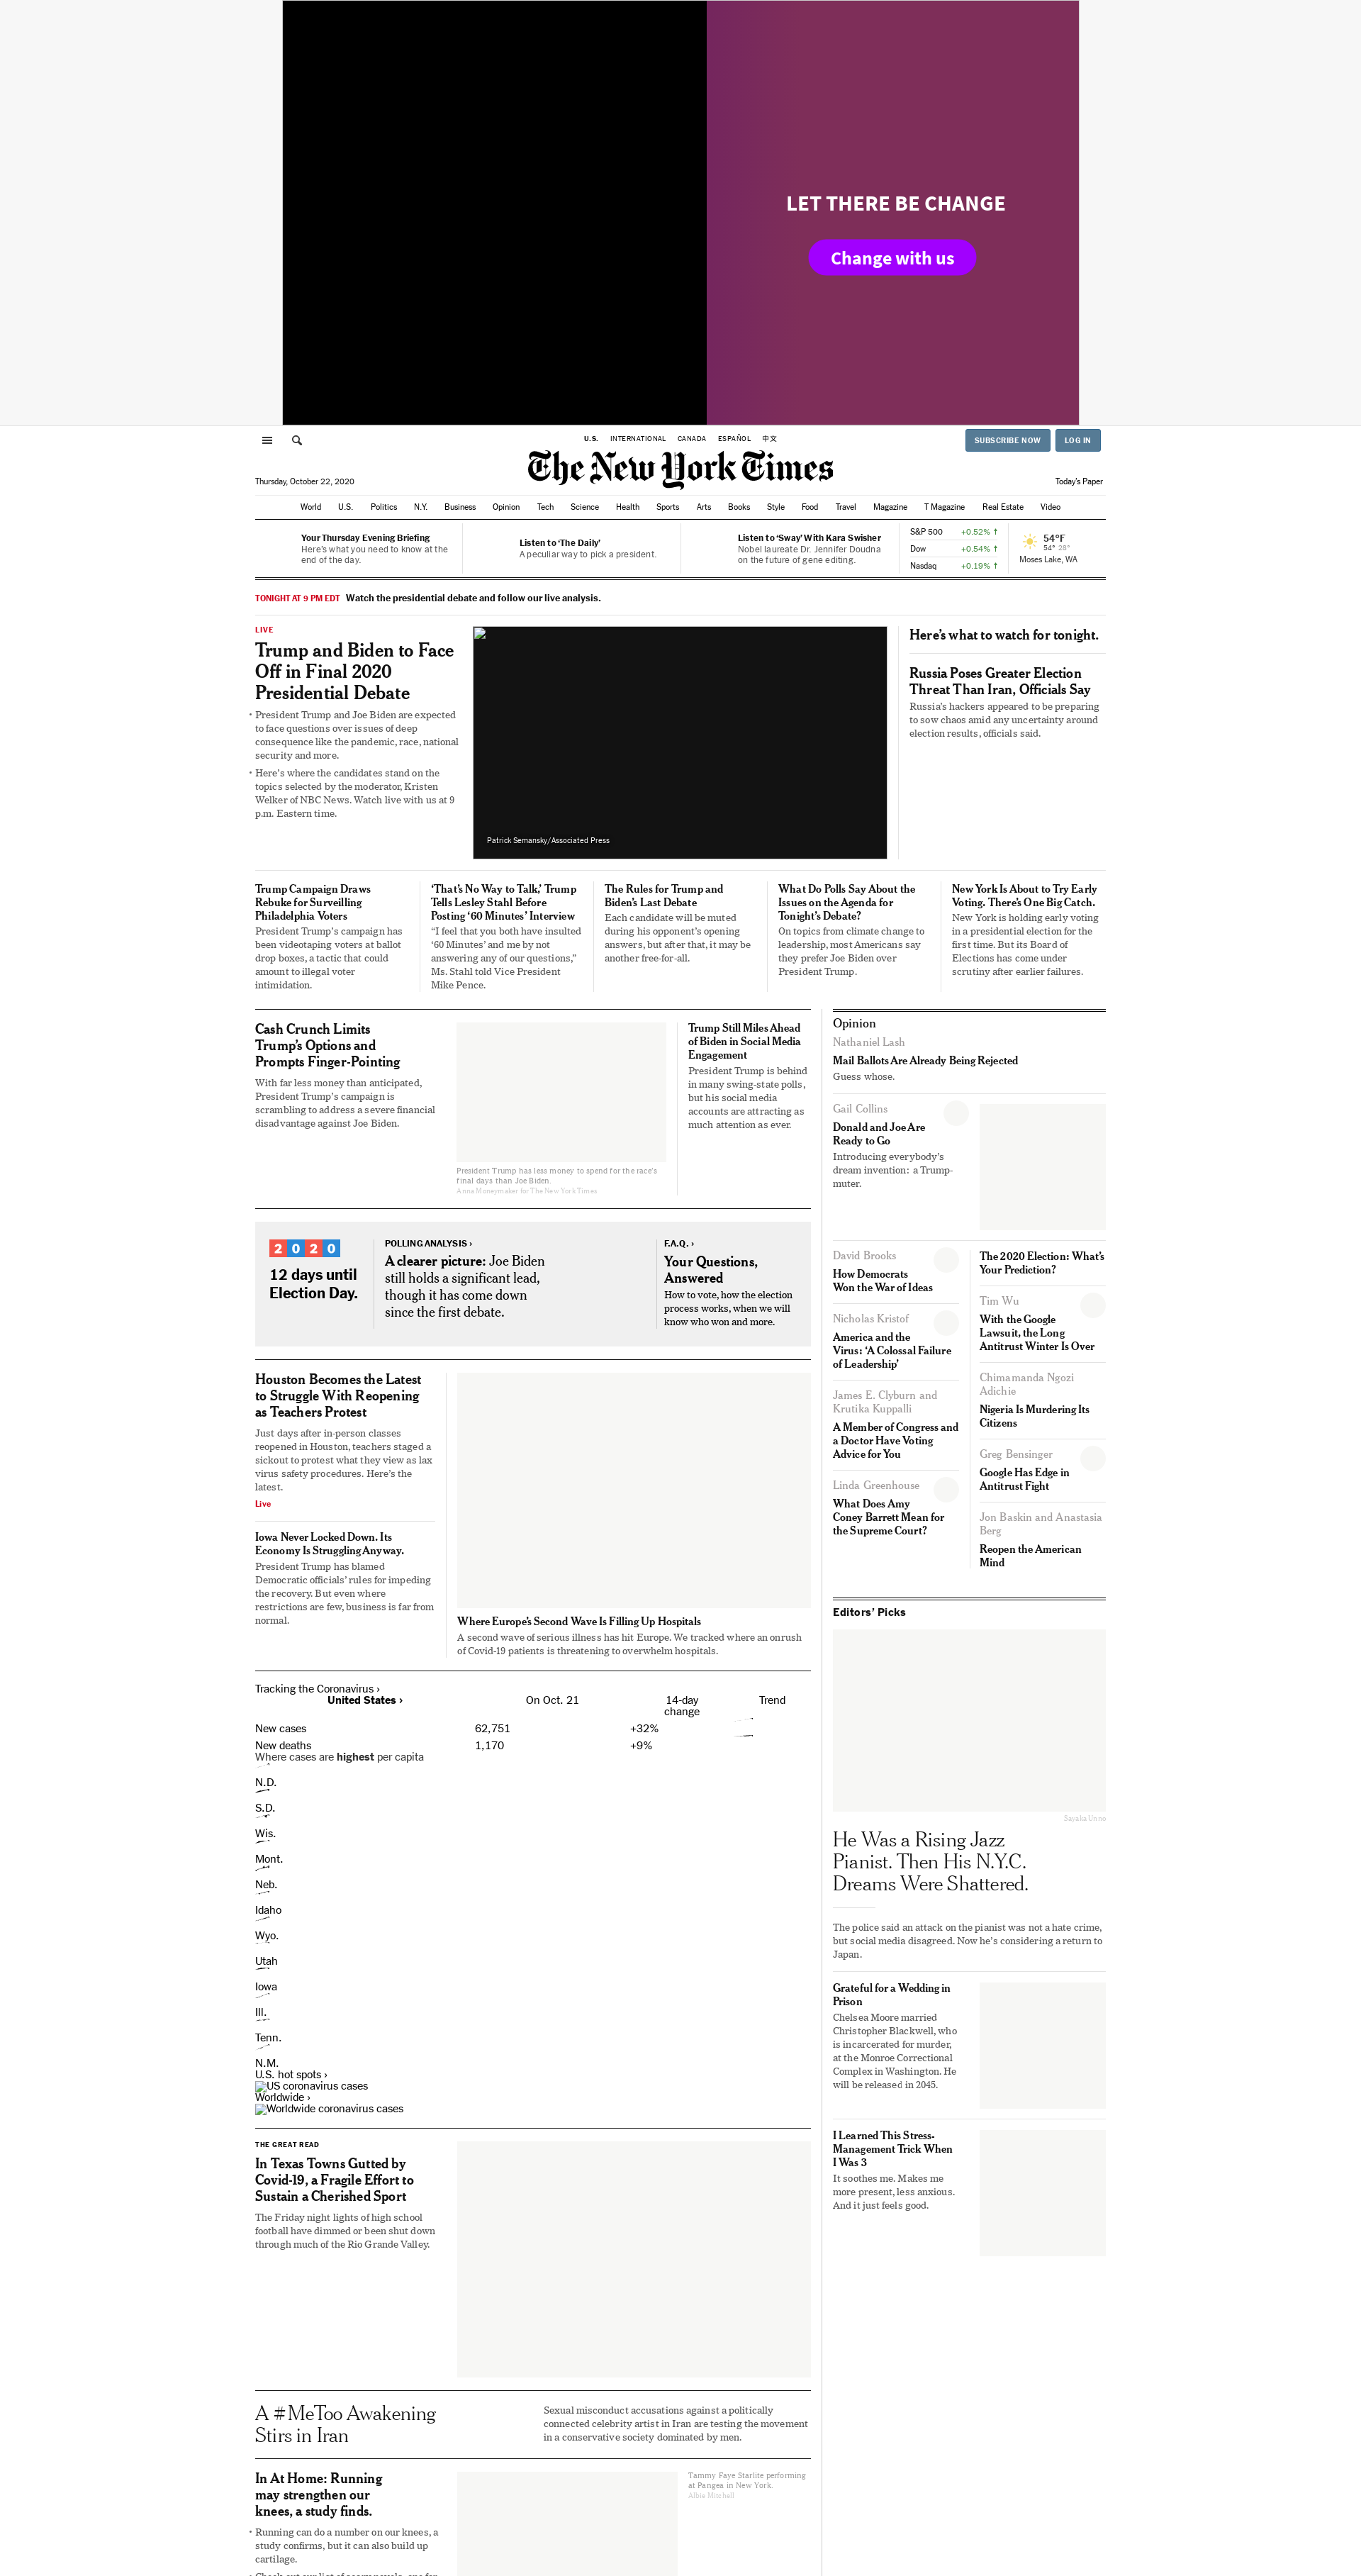 LET THERE BE CHANGE
Change with us
U.S. INTERNATIONAL CANADA ESPAÑOL 中文
SUBSCRIBE NOW LOG IN
The New York Times
Thursday, October 22, 2020
Today's Paper
World U.S. Politics N.Y. Business Opinion Tech Science Health Sports Arts Books Style Food Travel Magazine T Magazine Real Estate Video
Your Thursday Evening Briefing
Here's what you need to know at the
end of the day.
Listen to 'The Daily'
A peculiar way to pick a president.
Listen to 'Sway' With Kara Swisher
Nobel laureate Dr. Jennifer Doudna
on the future of gene editing.
S&P 500 +0.52% ↑
Dow +0.54% ↑
Nasdaq +0.19% ↑
54°F
54° 28°
Moses Lake, WA
TONIGHT AT 9 PM EDT Watch the presidential debate and follow our live analysis.
LIVE
Trump and Biden to Face
Off in Final 2020
Presidential Debate
• President Trump and Joe Biden are expected
to face questions over issues of deep
consequence like the pandemic, race, national
security and more.
• Here's where the candidates stand on the
topics selected by the moderator, Kristen
Welker of NBC News. Watch live with us at 9
p.m. Eastern time.
Patrick Semansky/Associated Press
Here's what to watch for tonight.
Russia Poses Greater Election
Threat Than Iran, Officials Say
Russia's hackers appeared to be preparing
to sow chaos amid any uncertainty around
election results, officials said.
Trump Campaign Draws
Rebuke for Surveilling
Philadelphia Voters
President Trump's campaign has
been videotaping voters at ballot
drop boxes, a tactic that could
amount to illegal voter
intimidation.
'That's No Way to Talk,' Trump
Tells Lesley Stahl Before
Posting '60 Minutes' Interview
"I feel that you both have insulted
'60 Minutes' and me by not
answering any of our questions,"
Ms. Stahl told Vice President
Mike Pence.
The Rules for Trump and
Biden's Last Debate
Each candidate will be muted
during his opponent's opening
answers, but after that, it may be
another free-for-all.
What Do Polls Say About the
Issues on the Agenda for
Tonight's Debate?
On topics from climate change to
leadership, most Americans say
they prefer Joe Biden over
President Trump.
New York Is About to Try Early
Voting. There's One Big Catch.
New York is holding early voting
in a presidential election for the
first time. But its Board of
Elections has come under
scrutiny after earlier failures.
Cash Crunch Limits
Trump's Options and
Prompts Finger-Pointing
With far less money than anticipated,
President Trump's campaign is
scrambling to address a severe financial
disadvantage against Joe Biden.
President Trump has less money to spend for the race's
final days than Joe Biden.
Anna Moneymaker for The New York Times
Trump Still Miles Ahead
of Biden in Social Media
Engagement
President Trump is behind
in many swing-state polls,
but his social media
accounts are attracting as
much attention as ever.
2020
12 days until
Election Day.
POLLING ANALYSIS ›
A clearer picture: Joe Biden
still holds a significant lead,
though it has come down
since the first debate.
F.A.Q. ›
Your Questions,
Answered
How to vote, how the election
process works, when we will
know who won and more.
Houston Becomes the Latest
to Struggle With Reopening
as Teachers Protest
Just days after in-person classes
reopened in Houston, teachers staged a
sickout to protest what they view as lax
virus safety procedures. Here's the
latest.
Live
Iowa Never Locked Down. Its
Economy Is Struggling Anyway.
President Trump has blamed
Democratic officials' rules for impeding
the recovery. But even where
restrictions are few, business is far from
normal.
Where Europe's Second Wave Is Filling Up Hospitals
A second wave of serious illness has hit Europe. We tracked where an onrush
of Covid-19 patients is threatening to overwhelm hospitals.
Tracking the Coronavirus ›
United States › On Oct. 21 14-day Trend
change
New cases 62,751 +32%
New deaths 1,170 +9%
Where cases are highest per capita
N.D.
S.D.
Wis.
Mont.
Neb.
Idaho
Wyo.
Utah
Iowa
Ill.
Tenn.
N.M.
U.S. hot spots ›
US coronavirus cases
Worldwide ›
Worldwide coronavirus cases
THE GREAT READ
In Texas Towns Gutted by
Covid-19, a Fragile Effort to
Sustain a Cherished Sport
The Friday night lights of high school
football have dimmed or been shut down
through much of the Rio Grande Valley.
A #MeToo Awakening
Stirs in Iran
Sexual misconduct accusations against a politically
connected celebrity artist in Iran are testing the movement
in a conservative society dominated by men.
In At Home: Running
may strengthen our
knees, a study finds.
• Running can do a number on our knees, a
study confirms, but it can also build up
cartilage.
Tammy Faye Starlite performing
at Pangea in New York.
Albie Mitchell
Opinion
Nathaniel Lash
Mail Ballots Are Already Being Rejected
Guess whose.
Gail Collins
Donald and Joe Are
Ready to Go
Introducing everybody's
dream invention: a Trump-
muter.
David Brooks
How Democrats
Won the War of Ideas
Nicholas Kristof
America and the
Virus: 'A Colossal Failure
of Leadership'
James E. Clyburn and
Krutika Kuppalli
A Member of Congress and
a Doctor Have Voting
Advice for You
Linda Greenhouse
What Does Amy
Coney Barrett Mean for
the Supreme Court?
The 2020 Election: What's
Your Prediction?
Tim Wu
With the Google
Lawsuit, the Long
Antitrust Winter Is Over
Chimamanda Ngozi
Adichie
Nigeria Is Murdering Its
Citizens
Greg Bensinger
Google Has Edge in
Antitrust Fight
Jon Baskin and Anastasia
Berg
Reopen the American
Mind
Editors' Picks
Sayaka Ueno
He Was a Rising Jazz
Pianist. Then His N.Y.C.
Dreams Were Shattered.
The police said an attack on the pianist was not a hate crime,
but social media disagreed. Now he's considering a return to
Japan.
Grateful for a Wedding in
Prison
Chelsea Moore married
Christopher Blackwell, who
is incarcerated for murder,
at the Monroe Correctional
Complex in Washington. He
will be released in 2045.
I Learned This Stress-
Management Trick When
I Was 3
It soothes me. Makes me
more present, less anxious.
And it just feels good.